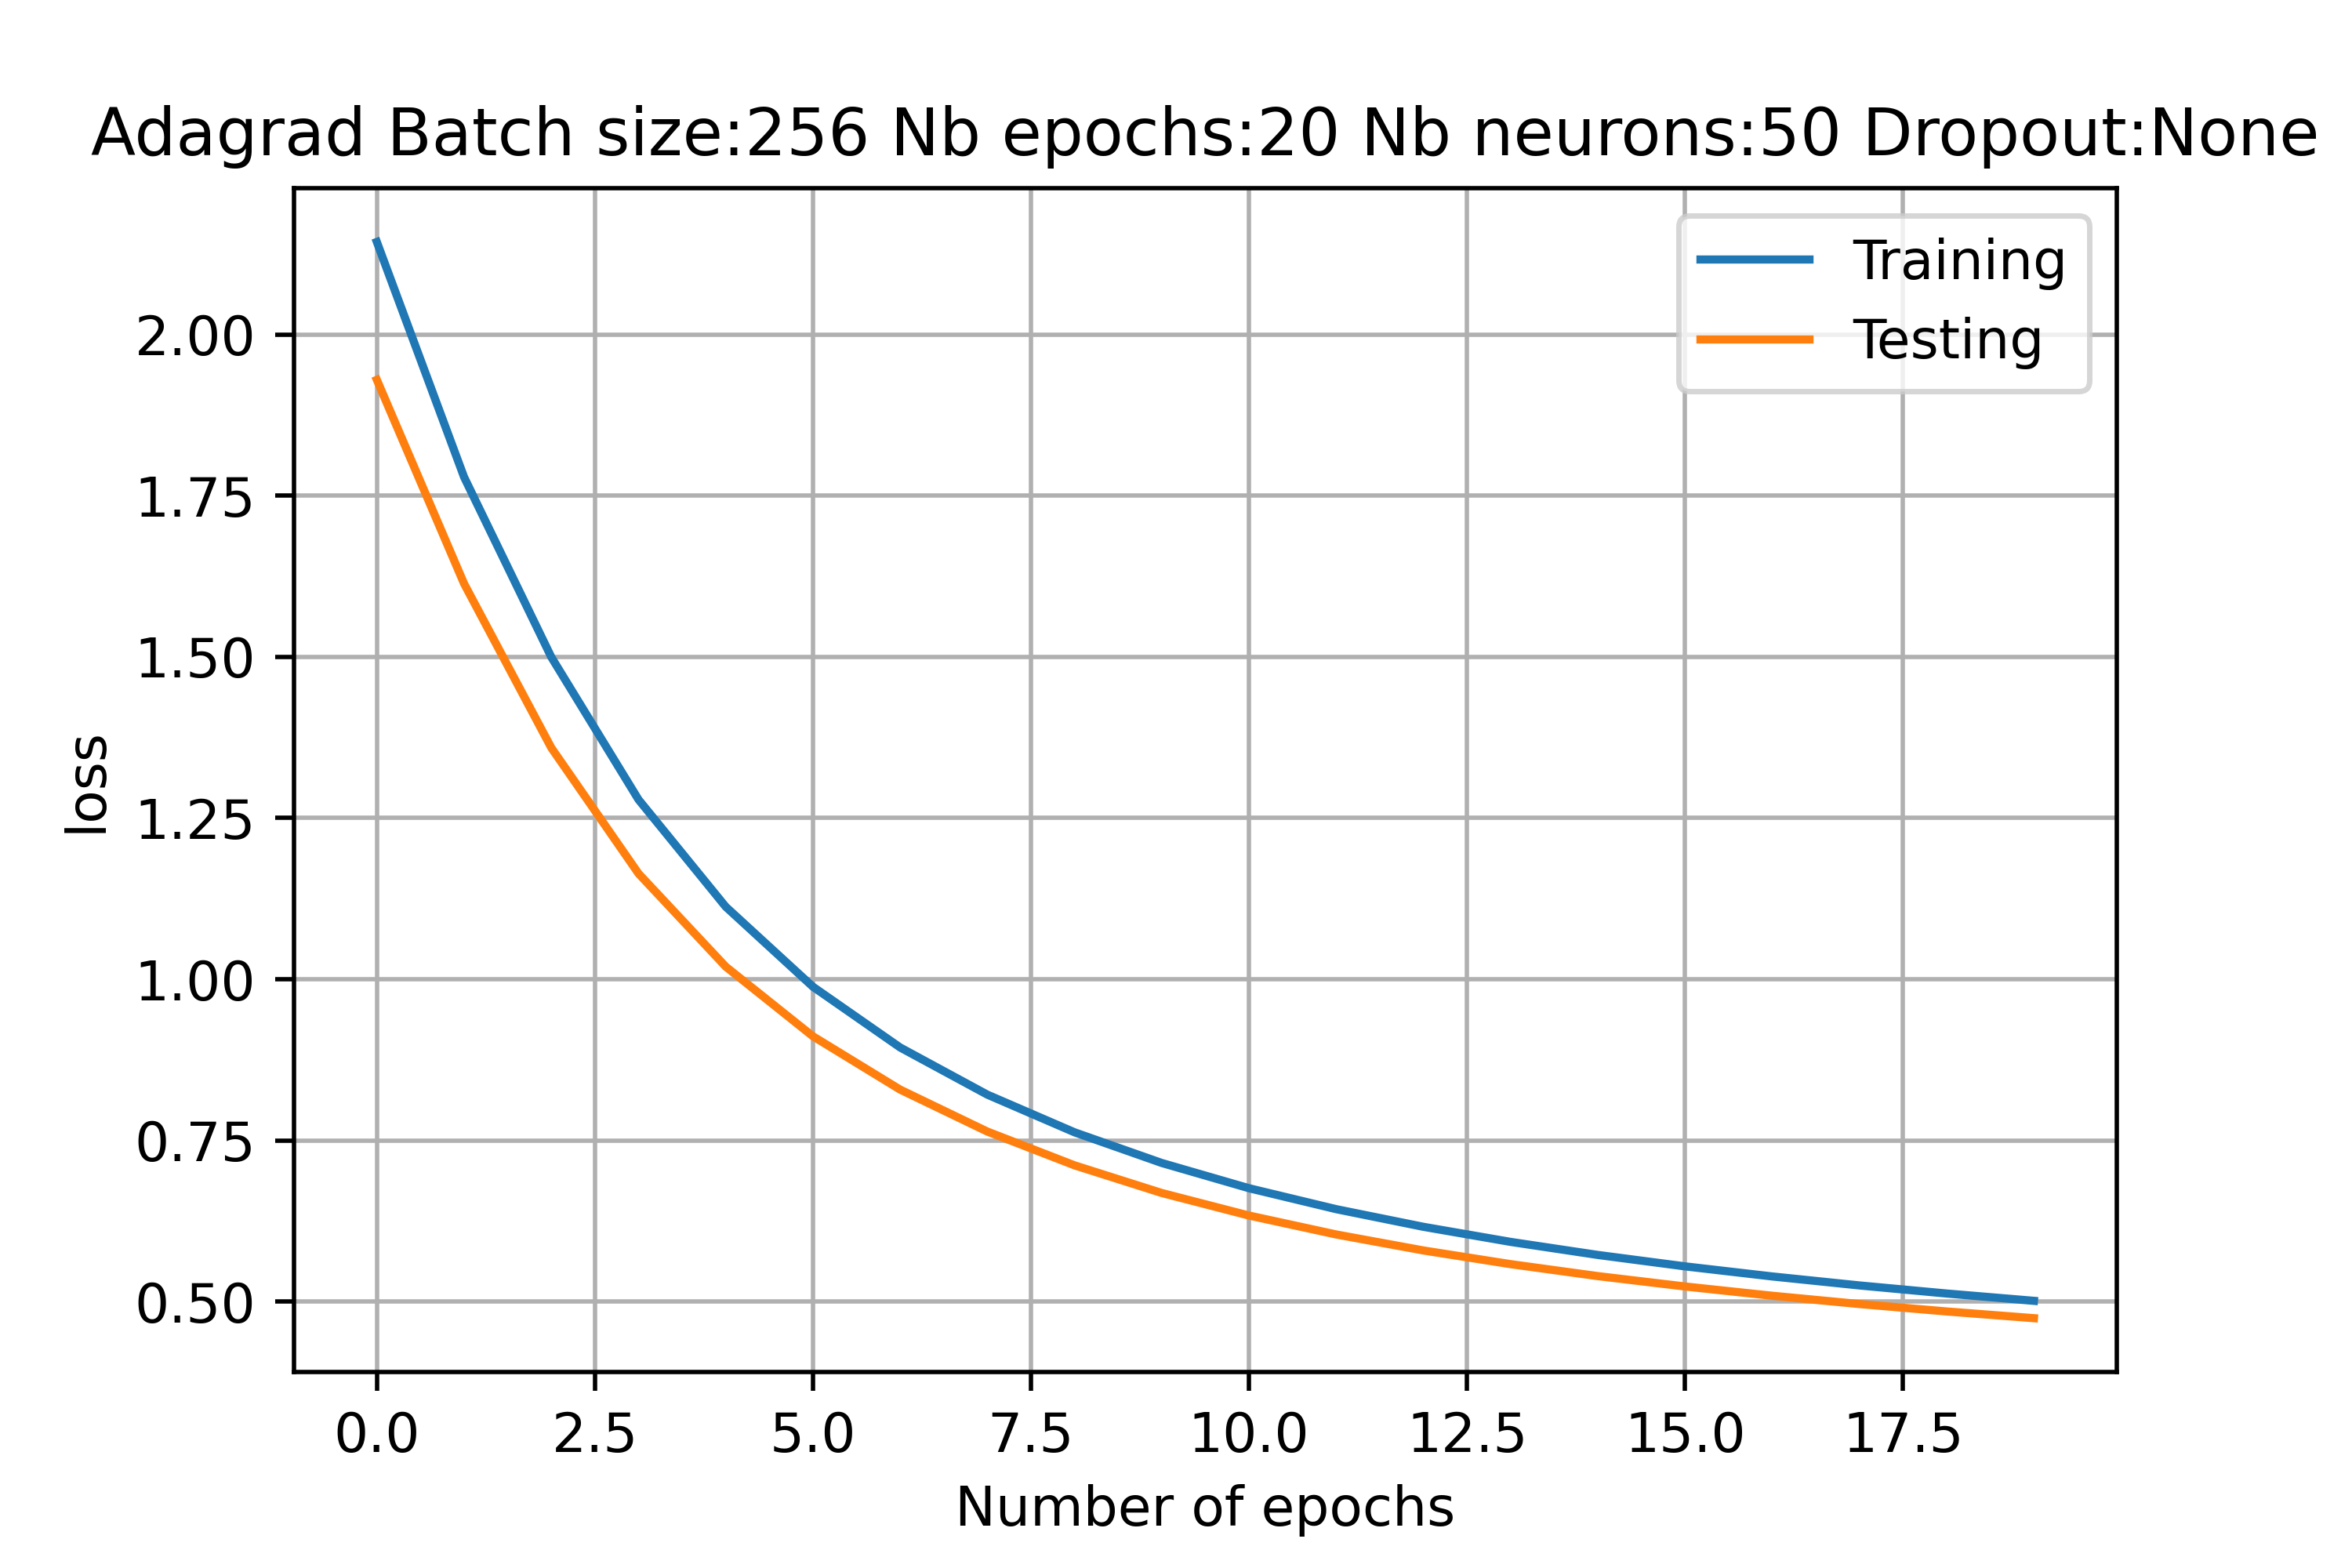 Adagrad Batch size:256 Nb epochs:20 Nb neurons:50 Dropout:None
Training
Testing
2.00
1.75
1.50
1.25
1.00
0.75
0.50
loss
0.0 2.5 5.0 7.5 10.0 12.5 15.0 17.5
Number of epochs